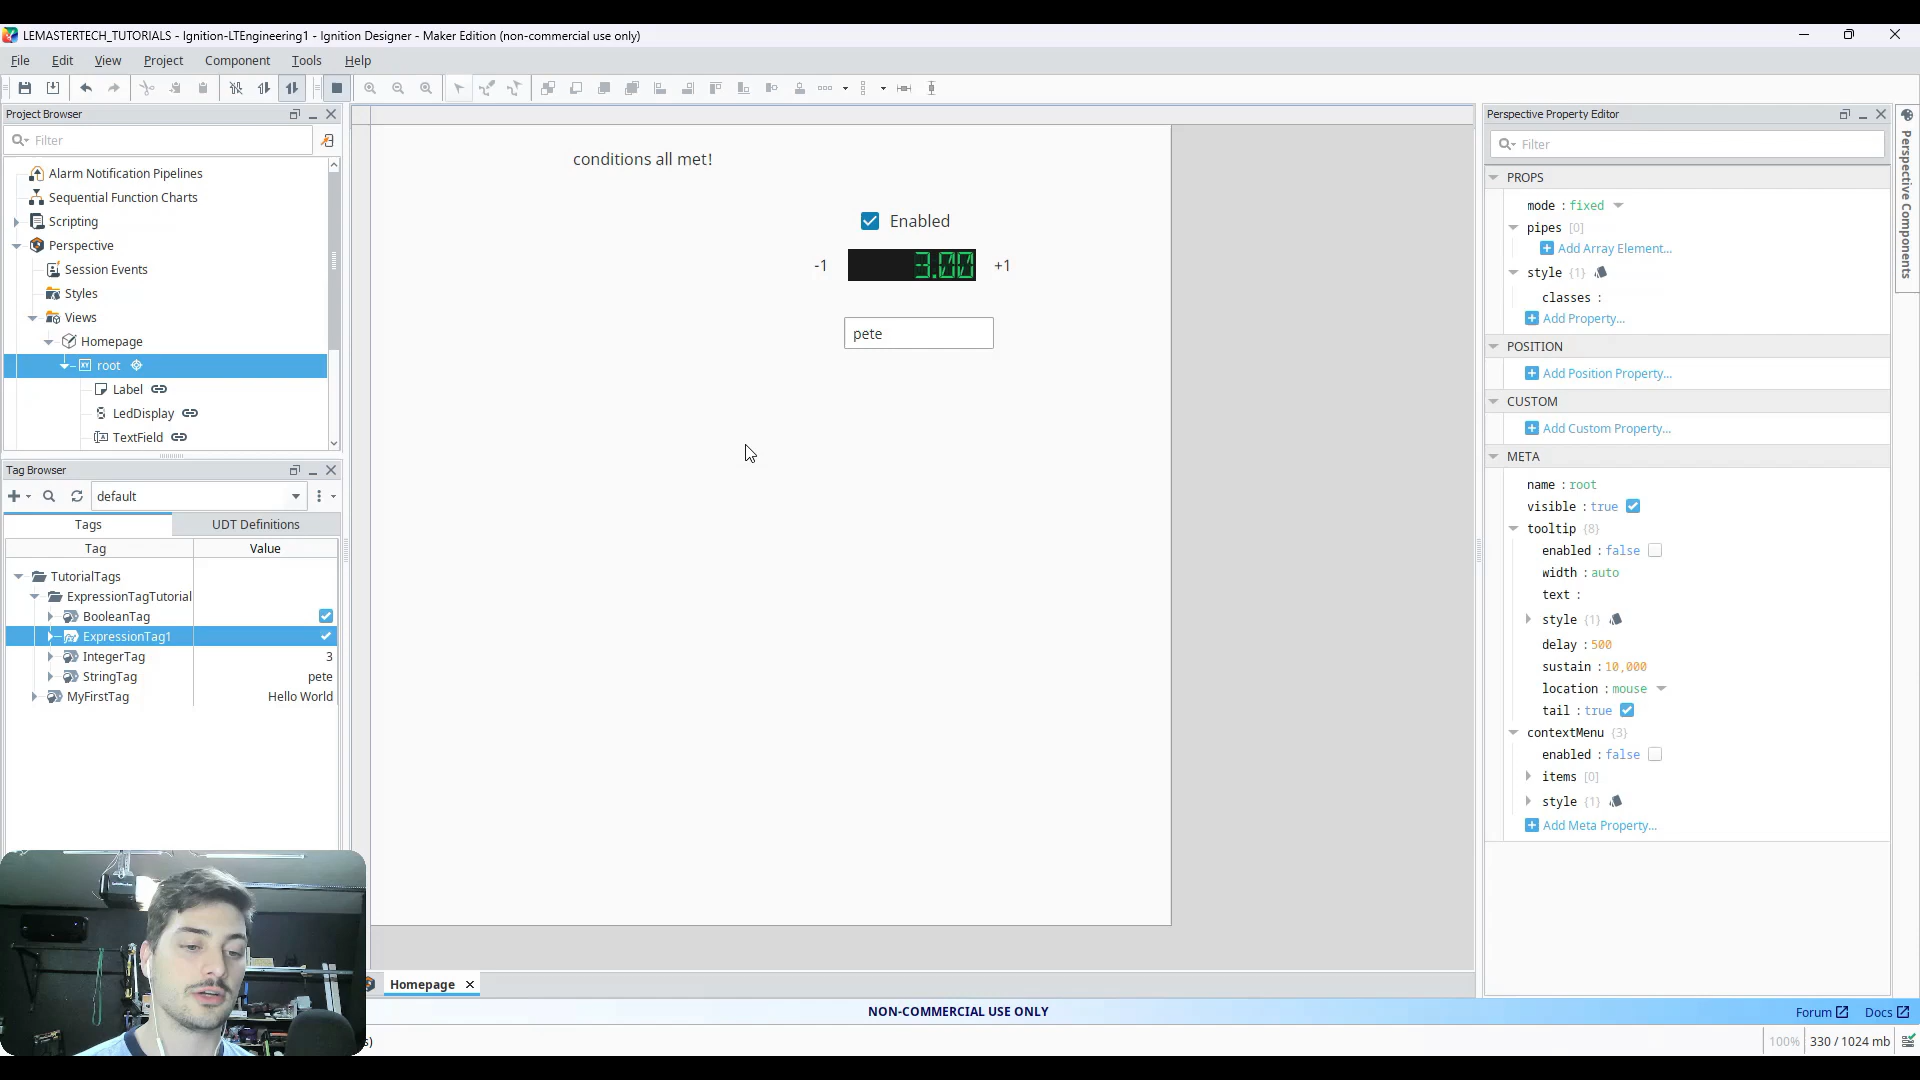 LEMASTERTECH_TUTORIALS - Ignition-LTEngineering1 - Ignition Designer - Maker Edition (non-commercial use only)
File Edit View Project Component Tools Help
Project Browser
Filter
Alarm Notification Pipelines
Sequential Function Charts
Scripting
Perspective
Session Events
Styles
Views
Homepage
root
Label
LedDisplay
TextField
Tag Browser
default
Tags UDT Definitions
Tag Value
TutorialTags
ExpressionTagTutorial
BooleanTag
ExpressionTag1
IntegerTag 3
StringTag pete
MyFirstTag Hello World
conditions all met!
Enabled
-1 3.00 +1
pete
Homepage
NON-COMMERCIAL USE ONLY
Forum Docs
100% 330 / 1024 mb
Perspective Property Editor
Filter
PROPS
mode : fixed
pipes [0]
Add Array Element...
style {1}
classes :
Add Property...
POSITION
Add Position Property...
CUSTOM
Add Custom Property...
META
name : root
visible : true
tooltip {8}
enabled : false
width : auto
text :
style {1}
delay : 500
sustain : 10,000
location : mouse
tail : true
contextMenu {3}
enabled : false
items [0]
style {1}
Add Meta Property...
Perspective Components